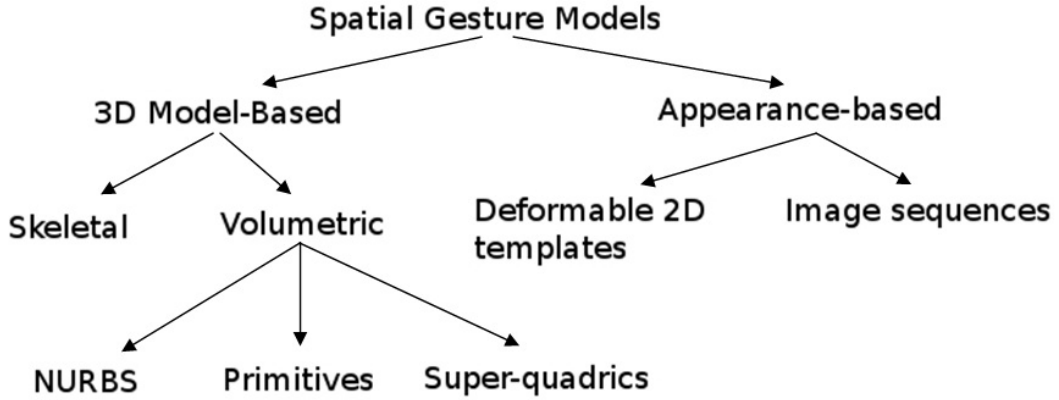 Spatial Gesture Models
3D Model-Based
Appearance-based
Skeletal
Volumetric
Deformable 2D
templates
Image sequences
NURBS
Primitives
Super-quadrics